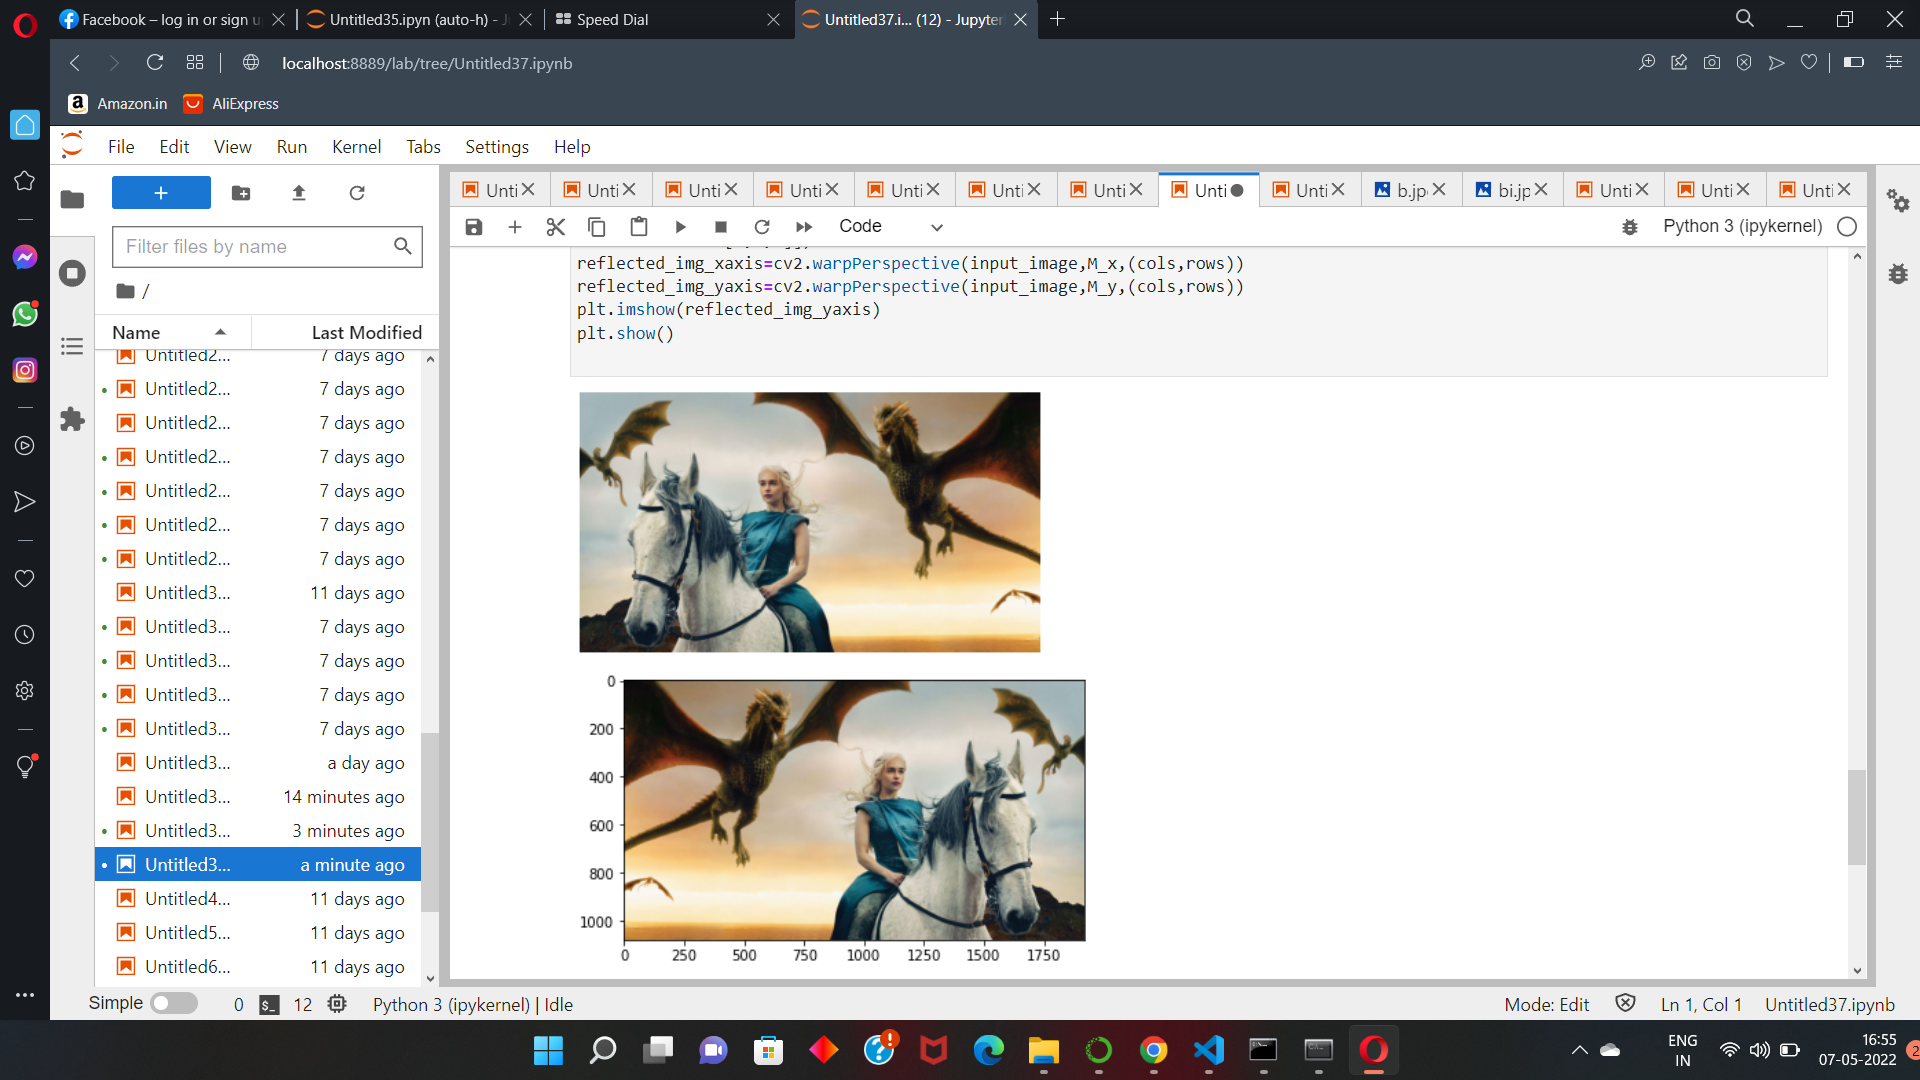 Facebook – log in or sign u
Untitled35.ipyn (auto-h) - J
Speed Dial
Untitled37.i... (12) - Jupyter
localhost:8889/lab/tree/Untitled37.ipynb
Amazon.in
AliExpress
File Edit View Run Kernel Tabs Settings Help
Unti Unti Unti Unti Unti Unti Unti Unti Unti b.jp bi.jp Unti Unti Unti
Code
Python 3 (ipykernel)
Filter files by name
/
Name Last Modified
Untitled2... 7 days ago
Untitled2... 7 days ago
Untitled2... 7 days ago
Untitled2... 7 days ago
Untitled2... 7 days ago
Untitled2... 7 days ago
Untitled2... 7 days ago
Untitled3... 11 days ago
Untitled3... 7 days ago
Untitled3... 7 days ago
Untitled3... 7 days ago
Untitled3... 7 days ago
Untitled3... a day ago
Untitled3... 14 minutes ago
Untitled3... 3 minutes ago
Untitled3... a minute ago
Untitled4... 11 days ago
Untitled5... 11 days ago
Untitled6... 11 days ago
reflected_img_xaxis=cv2.warpPerspective(input_image,M_x,(cols,rows))
reflected_img_yaxis=cv2.warpPerspective(input_image,M_y,(cols,rows))
plt.imshow(reflected_img_yaxis)
plt.show()
0
200
400
600
800
1000
0 250 500 750 1000 1250 1500 1750
Simple 0 $_ 12 Python 3 (ipykernel) | Idle
Mode: Edit Ln 1, Col 1 Untitled37.ipynb
ENG
IN
16:55
07-05-2022
2